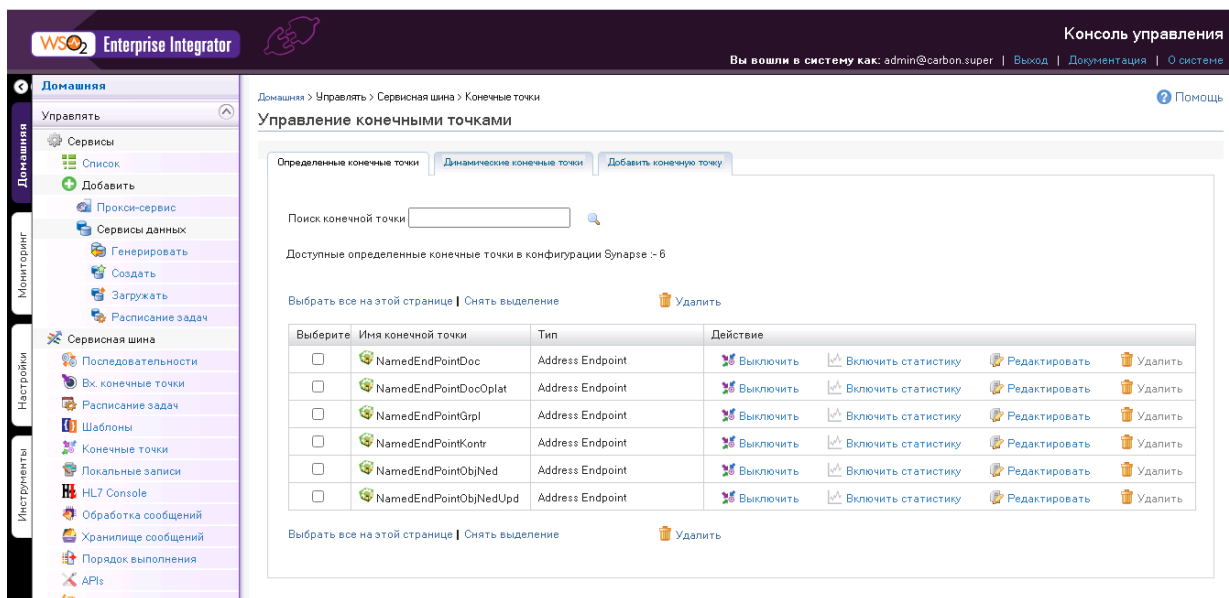 WSO2 Enterprise Integrator
Консоль управления
Вы вошли в систему как: admin@carbon.super | Выход | Документация | О системе
Домашняя
Мониторинг
Настройки
Инструменты
Домашняя
Управлять
Сервисы
Список
Добавить
Прокси-сервис
Сервисы данных
Генерировать
Создать
Загружать
Расписание задач
Сервисная шина
Последовательности
Вх. конечные точки
Расписание задач
Шаблоны
Конечные точки
Локальные записи
HL7 Console
Обработка сообщений
Хранилище сообщений
Порядок выполнения
APIs
Домашняя > Управлять > Сервисная шина > Конечные точки
Помощь
Управление конечными точками
Определенные конечные точки Динамические конечные точки Добавить конечную точку
Поиск конечной точки
Доступные определенные конечные точки в конфигурации Synapse :- 6
Выбрать все на этой странице | Снять выделение Удалить
Выберите Имя конечной точки Тип Действие
NamedEndPointDoc Address Endpoint Выключить Включить статистику Редактировать Удалить
NamedEndPointDocOplat Address Endpoint Выключить Включить статистику Редактировать Удалить
NamedEndPointGrpl Address Endpoint Выключить Включить статистику Редактировать Удалить
NamedEndPointKontr Address Endpoint Выключить Включить статистику Редактировать Удалить
NamedEndPointObjNed Address Endpoint Выключить Включить статистику Редактировать Удалить
NamedEndPointObjNedUpd Address Endpoint Выключить Включить статистику Редактировать Удалить
Выбрать все на этой странице | Снять выделение Удалить